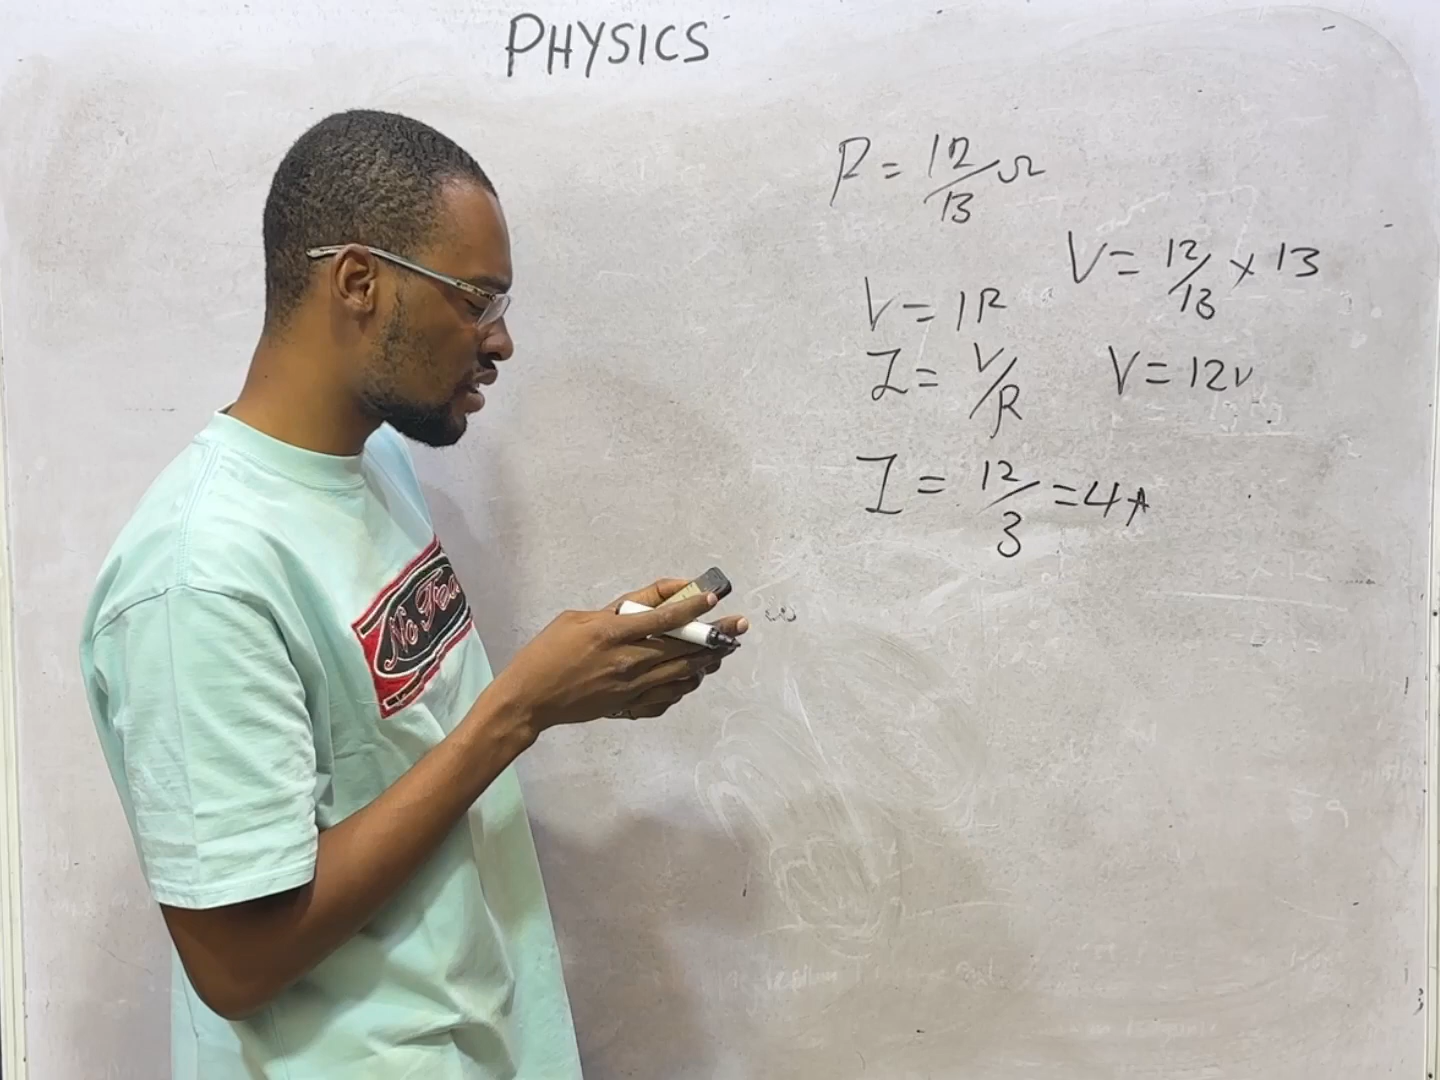 PHYSICS
R = 12/13 Ω
V = IR
I = V/R
I = 12/3 = 4A
V = 12/13 x 13
V = 12v
No Fear